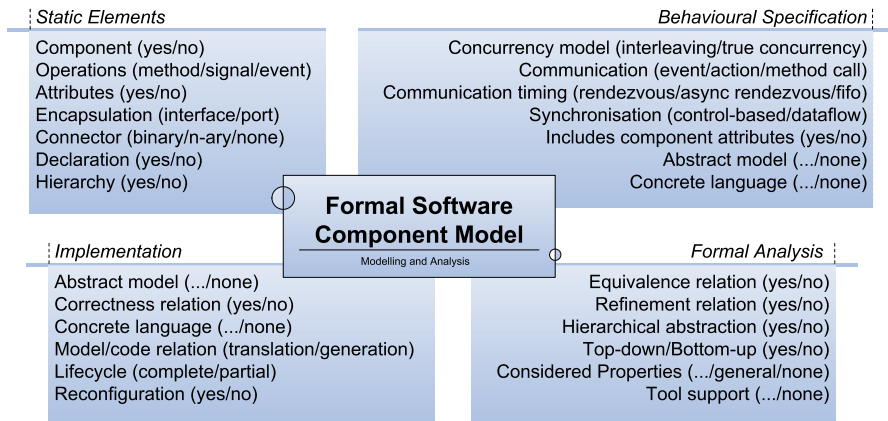 Static Elements
Component (yes/no)
Operations (method/signal/event)
Attributes (yes/no)
Encapsulation (interface/port)
Connector (binary/n-ary/none)
Declaration (yes/no)
Hierarchy (yes/no)
Behavioural Specification
Concurrency model (interleaving/true concurrency)
Communication (event/action/method call)
Communication timing (rendezvous/async rendezvous/fifo)
Synchronisation (control-based/dataflow)
Includes component attributes (yes/no)
Abstract model (.../none)
Concrete language (.../none)
Formal Software
Component Model
Modelling and Analysis
Implementation
Abstract model (.../none)
Correctness relation (yes/no)
Concrete language (.../none)
Model/code relation (translation/generation)
Lifecycle (complete/partial)
Reconfiguration (yes/no)
Formal Analysis
Equivalence relation (yes/no)
Refinement relation (yes/no)
Hierarchical abstraction (yes/no)
Top-down/Bottom-up (yes/no)
Considered Properties (.../general/none)
Tool support (.../none)